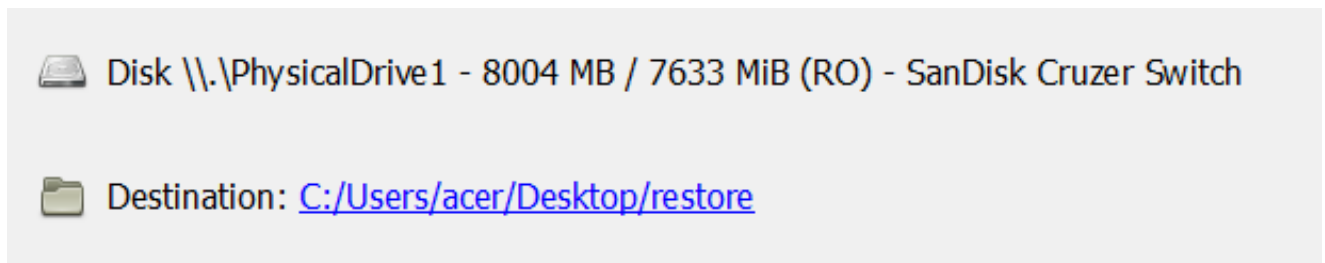 Disk \\.\PhysicalDrive1 - 8004 MB / 7633 MiB (RO) - SanDisk Cruzer Switch
Destination: C:/Users/acer/Desktop/restore